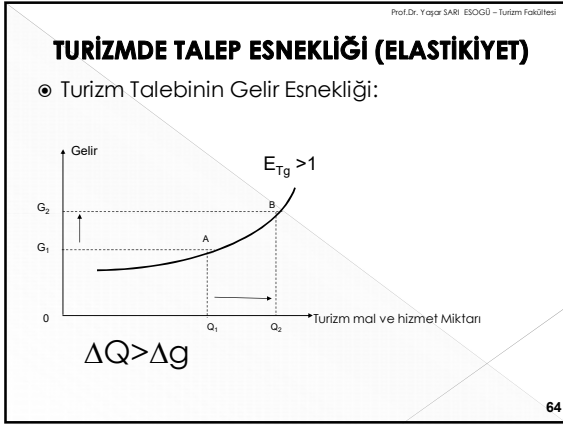 Prof.Dr. Yaşar SARI ESOGÜ – Turizm Fakültesi
TURİZMDE TALEP ESNEKLİĞİ (ELASTİKİYET)
Turizm Talebinin Gelir Esnekliği:
Gelir
E_Tg >1
G₂
B
G₁
A
0
Q₁
Q₂
Turizm mal ve hizmet Miktarı
ΔQ>Δg
64